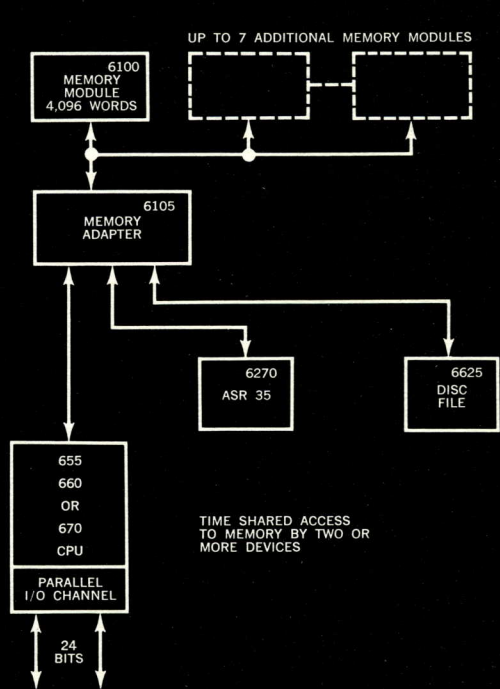 UP TO 7 ADDITIONAL MEMORY MODULES
6100
MEMORY
MODULE
4,096 WORDS
6105
MEMORY
ADAPTER
6270
ASR 35
6625
DISC
FILE
655
660
OR
670
CPU
PARALLEL
I/O CHANNEL
24
BITS
TIME SHARED ACCESS
TO MEMORY BY TWO OR
MORE DEVICES